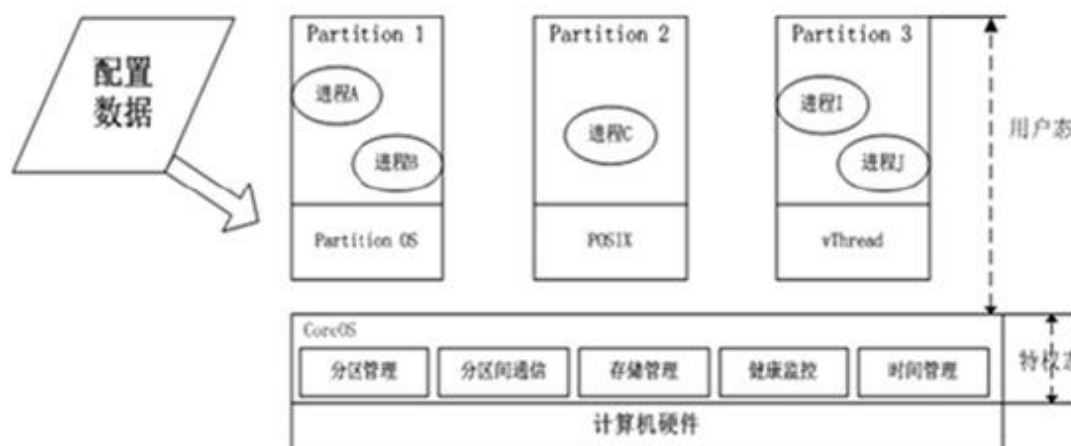 配置
数据
Partition 1
进程A
进程B
Partition OS
Partition 2
进程C
POSIX
Partition 3
进程I
进程J
vThread
用户态
CoreOS
分区管理
分区间通信
存储管理
健康监控
时间管理
特权态
计算机硬件